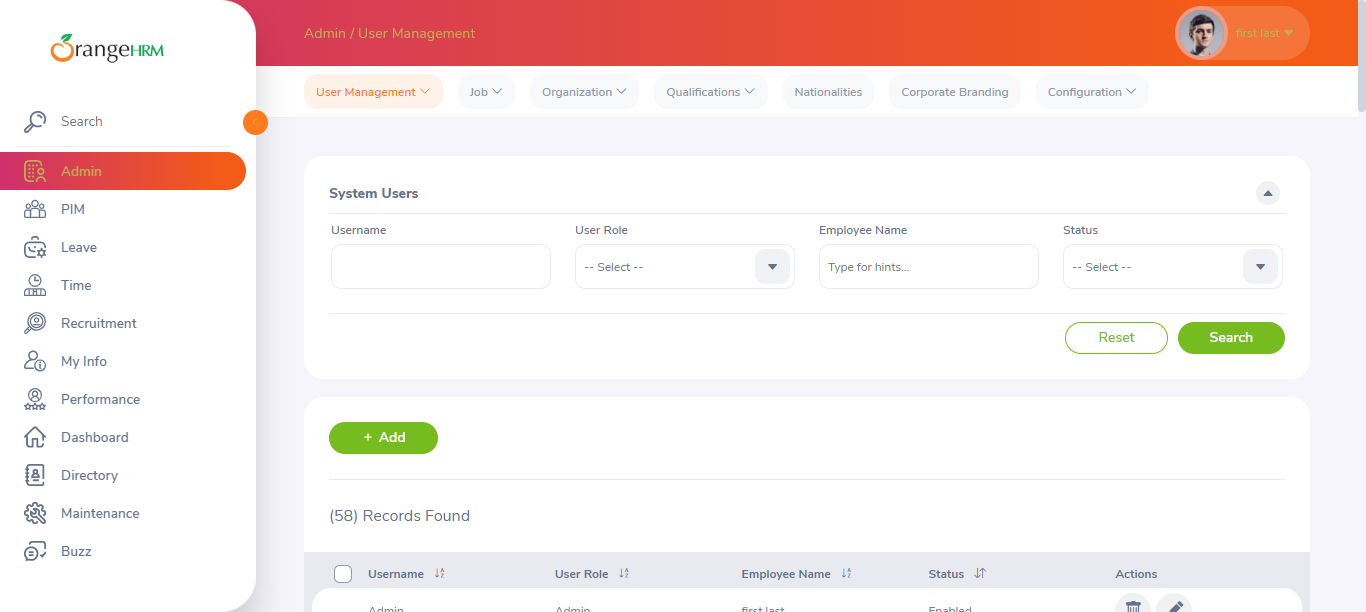 OrangeHRM
Admin / User Management
first last
User Management
Job
Organization
Qualifications
Nationalities
Corporate Branding
Configuration
Search
Admin
PIM
Leave
Time
Recruitment
My Info
Performance
Dashboard
Directory
Maintenance
Buzz
System Users
Username
User Role
Employee Name
Status
-- Select --
Type for hints...
-- Select --
Reset
Search
+ Add
(58) Records Found
Username
User Role
Employee Name
Status
Actions
Admin
Admin
first last
Enabled